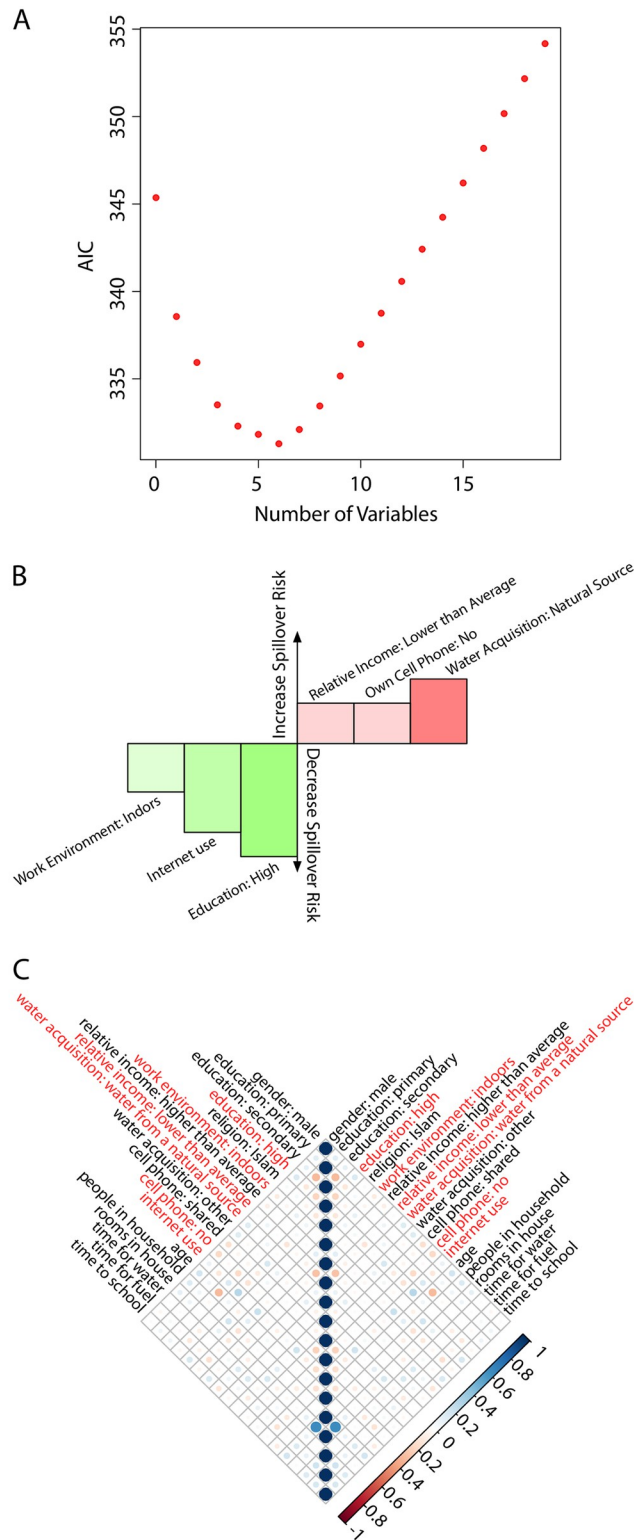 A
355
350
345
340
335
AIC
0
5
10
15
Number of Variables
B
Increase Spillover Risk
Relative Income: Lower than Average
Own Cell Phone: No
Water Acquisition: Natural Source
Decrease Spillover Risk
Work Environment: Indors
Internet use
Education: High
C
gender: male
education: primary
education: secondary
education: high
religion: Islam
work environment: indoors
relative income: higher than average
relative income: lower than average
water acquisition: water from a natural source
water acquisition: other
cell phone: shared
cell phone: no
internet use
age
people in household
rooms in house
time for water
time for fuel
time to school
gender: male
education: primary
education: secondary
education: high
religion: Islam
work environment: indoors
relative income: higher than average
relative income: lower than average
water acquisition: water from a natural source
water acquisition: other
cell phone: shared
cell phone: no
internet use
age
people in household
rooms in house
time for water
time for fuel
time to school
1
0.8
0.6
0.4
0.2
0
-0.2
-0.4
-0.6
-0.8
-1